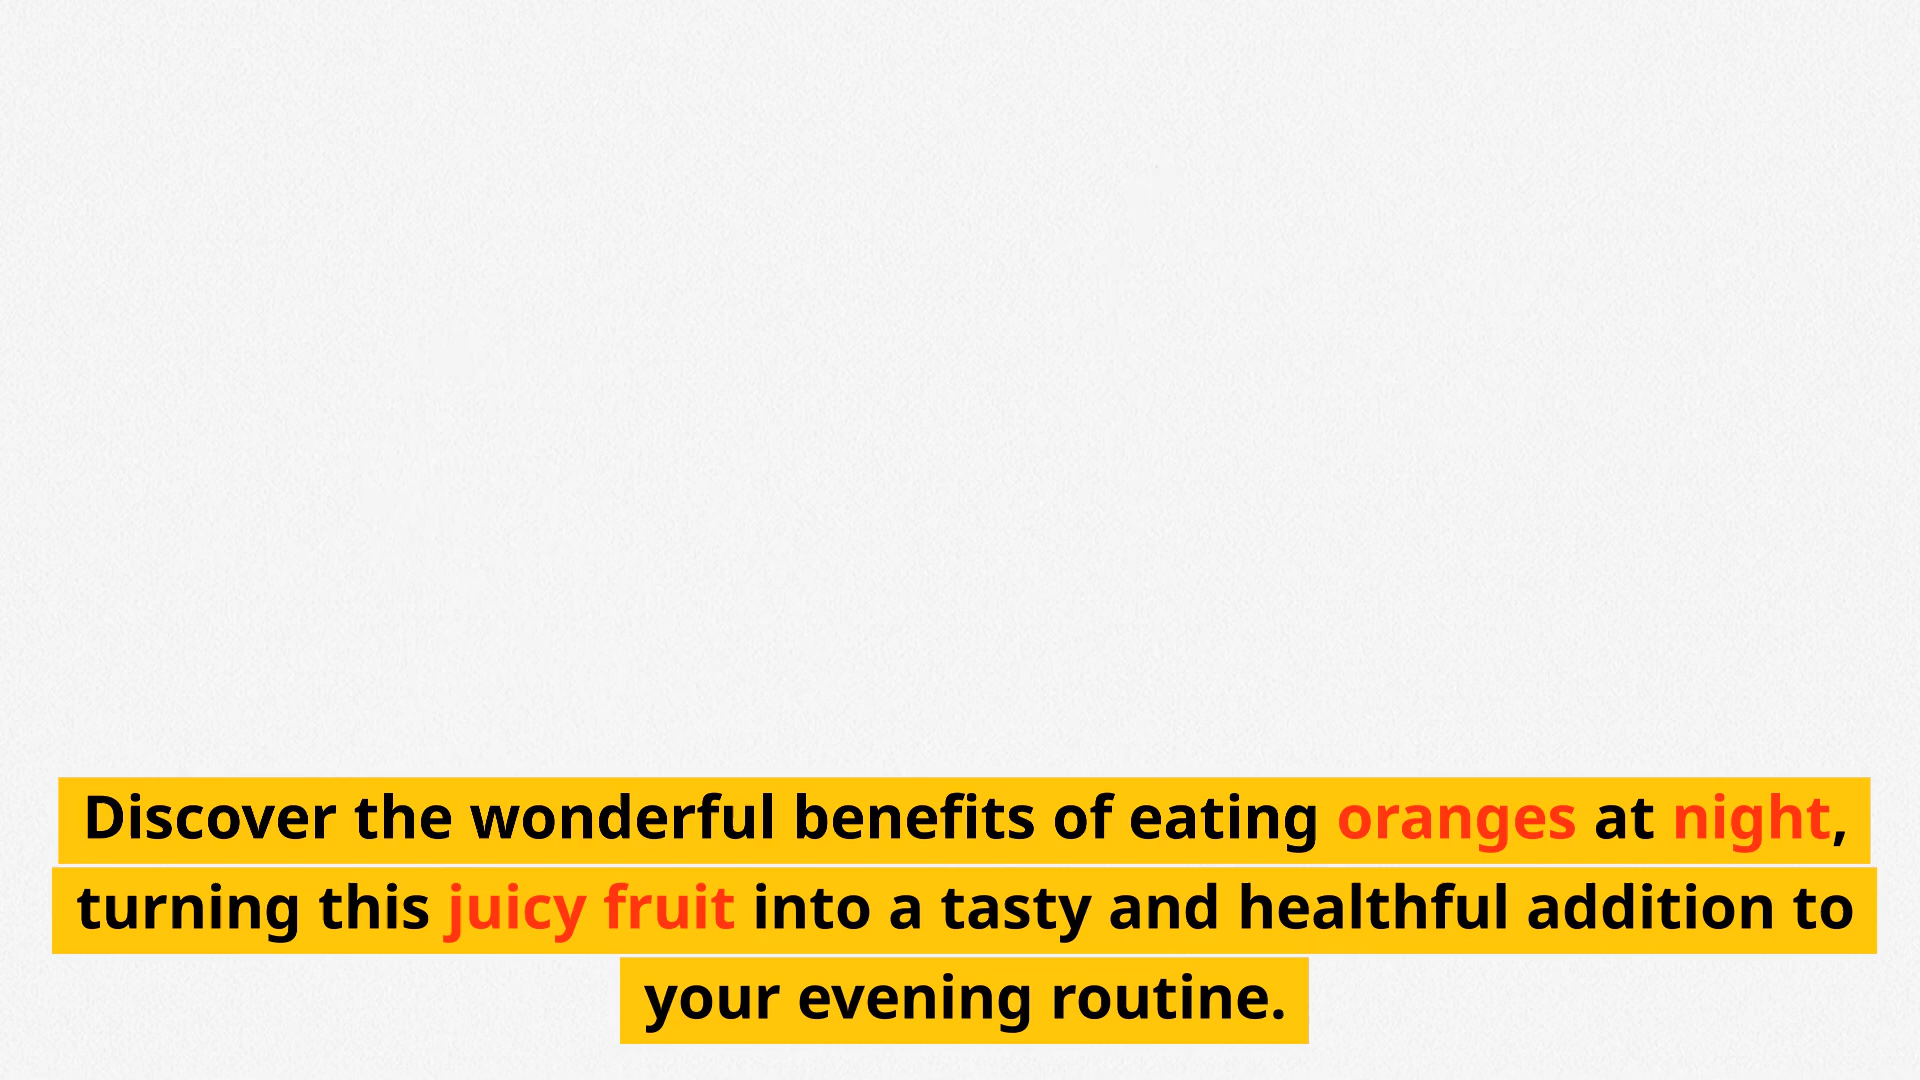 Discover the wonderful benefits of eating oranges at night,
turning this juicy fruit into a tasty and healthful addition to
your evening routine.